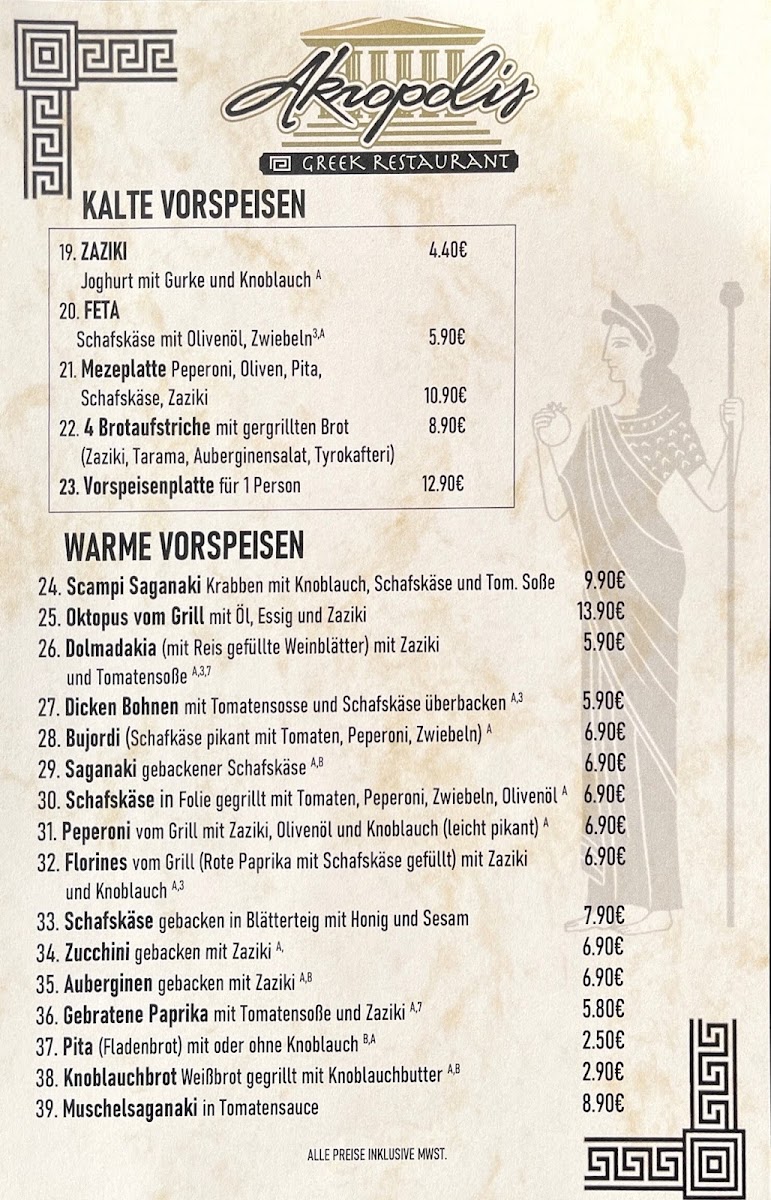 Akropolis
GREEK RESTAURANT
KALTE VORSPEISEN
19. ZAZIKI 4.40€
Joghurt mit Gurke und Knoblauch A
20. FETA
Schafskäse mit Olivenöl, Zwiebeln3,A 5.90€
21. Mezeplatte Peperoni, Oliven, Pita,
Schafskäse, Zaziki 10.90€
22. 4 Brotaufstriche mit gergrillten Brot 8.90€
(Zaziki, Tarama, Auberginensalat, Tyrokafteri)
23. Vorspeisenplatte für 1 Person 12.90€
WARME VORSPEISEN
24. Scampi Saganaki Krabben mit Knoblauch, Schafskäse und Tom. Soße 9.90€
25. Oktopus vom Grill mit Öl, Essig und Zaziki 13.90€
26. Dolmadakia (mit Reis gefüllte Weinblätter) mit Zaziki 5.90€
und Tomatensoße A,3,7
27. Dicken Bohnen mit Tomatensosse und Schafskäse überbacken A,3 5.90€
28. Bujordi (Schafkäse pikant mit Tomaten, Peperoni, Zwiebeln) A 6.90€
29. Saganaki gebackener Schafskäse A,B 6.90€
30. Schafskäse in Folie gegrillt mit Tomaten, Peperoni, Zwiebeln, Olivenöl A 6.90€
31. Peperoni vom Grill mit Zaziki, Olivenöl und Knoblauch (leicht pikant) A 6.90€
32. Florines vom Grill (Rote Paprika mit Schafskäse gefüllt) mit Zaziki 6.90€
und Knoblauch A,3
33. Schafskäse gebacken in Blätterteig mit Honig und Sesam 7.90€
34. Zucchini gebacken mit Zaziki A, 6.90€
35. Auberginen gebacken mit Zaziki A,B 6.90€
36. Gebratene Paprika mit Tomatensoße und Zaziki A,7 5.80€
37. Pita (Fladenbrot) mit oder ohne Knoblauch B,A 2.50€
38. Knoblauchbrot Weißbrot gegrillt mit Knoblauchbutter A,B 2.90€
39. Muschelsaganaki in Tomatensauce 8.90€
ALLE PREISE INKLUSIVE MWST.